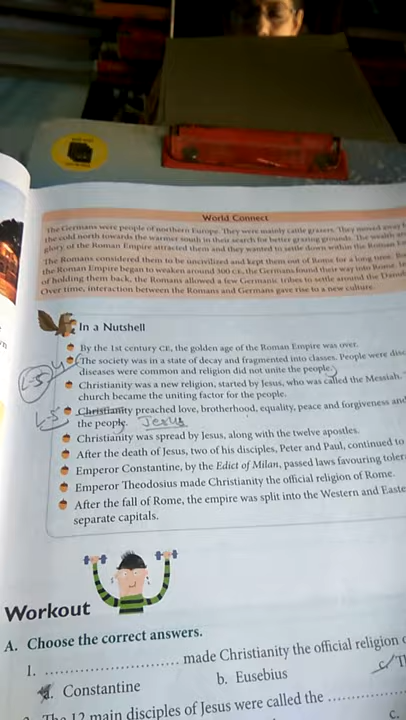 World Connect
The Germans were people of northern Europe. They were mainly cattle grazers. They moved away
the cold north towards the warmer south in their search for better grazing grounds. The wealth and
glory of the Roman Empire attracted them and they wanted to settle down within the Roman
The Romans considered them to be uncivilized and kept them out of Rome for a long time.
the Roman Empire began to weaken around 300 CE, the Germans found their way into Rome.
of holding them back, the Romans allowed a few Germanic tribes to settle around the
Over time, interaction between the Romans and Germans gave rise to a new culture.
In a Nutshell
By the 1st century CE, the golden age of the Roman Empire was over.
The society was in a state of decay and fragmented into classes. People were
L-5
diseases were common and religion did not unite the people.
Christianity was a new religion, started by Jesus, who was called the Messiah.
church became the uniting factor for the people.
L-5 Christianity preached love, brotherhood, equality, peace and forgiveness and
the people. Jesus
Christianity was spread by Jesus, along with the twelve apostles.
After the death of Jesus, two of his disciples, Peter and Paul, continued to
Emperor Constantine, by the Edict of Milan, passed laws favouring
Emperor Theodosius made Christianity the official religion of Rome.
After the fall of Rome, the empire was split into the Western and
separate capitals.
Workout
A. Choose the correct answers.
1. ........................... made Christianity the official religion
a. Constantine b. Eusebius c.
12 main disciples of Jesus were called the ...............
c.